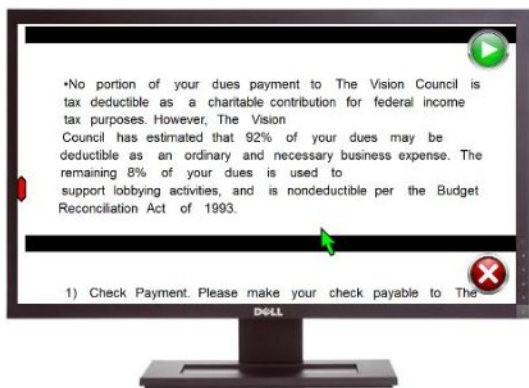 •No portion of your dues payment to The Vision Council is
tax deductible as a charitable contribution for federal income
tax purposes. However, The Vision
Council has estimated that 92% of your dues may be
deductible as an ordinary and necessary business expense. The
remaining 8% of your dues is used to
support lobbying activities, and is nondeductible per the Budget
Reconciliation Act of 1993.
1) Check Payment. Please make your check payable to The
DELL